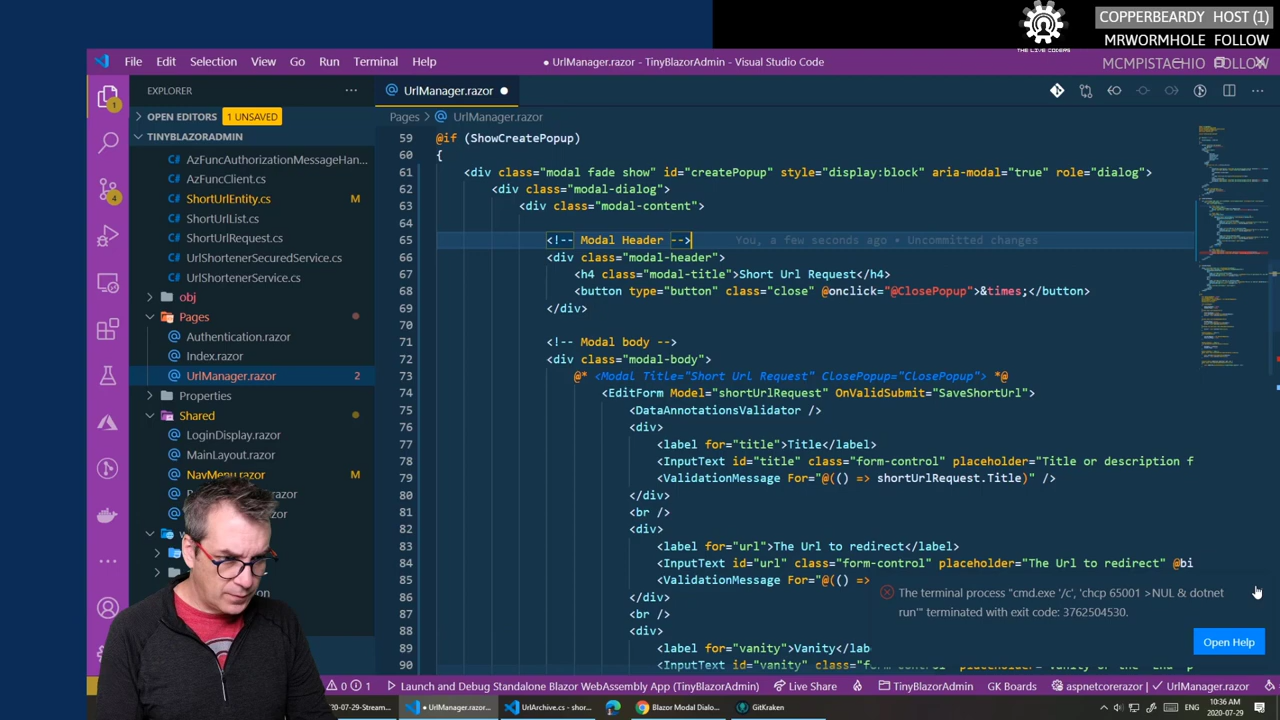 COPPERBEARDY HOST (1)
MRWORMHOLE FOLLOW
MCMPISTACHIO FOLLOW
THE LIVE CODERS
File Edit Selection View Go Run Terminal Help
● UrlManager.razor - TinyBlazorAdmin - Visual Studio Code
EXPLORER
UrlManager.razor
OPEN EDITORS 1 UNSAVED
Pages > UrlManager.razor
TINYBLAZORADMIN
AzFuncAuthorizationMessageHan...
AzFuncClient.cs
ShortUrlEntity.cs M
ShortUrlList.cs
ShortUrlRequest.cs
UrlShortenerSecuredService.cs
UrlShortenerService.cs
obj
Pages
Authentication.razor
Index.razor
UrlManager.razor 2
Properties
Shared
LoginDisplay.razor
MainLayout.razor
NavMenu.razor M
59 @if (ShowCreatePopup)
60 {
61 <div class="modal fade show" id="createPopup" style="display:block" aria-modal="true" role="dialog">
62 <div class="modal-dialog">
63 <div class="modal-content">
64
65 <!-- Modal Header --> You, a few seconds ago • Uncommitted changes
66 <div class="modal-header">
67 <h4 class="modal-title">Short Url Request</h4>
68 <button type="button" class="close" @onclick="@ClosePopup">&times;</button>
69 </div>
70
71 <!-- Modal body -->
72 <div class="modal-body">
73 @* <Modal Title="Short Url Request" ClosePopup="ClosePopup"> *@
74 <EditForm Model="shortUrlRequest" OnValidSubmit="SaveShortUrl">
75 <DataAnnotationsValidator />
76 <div>
77 <label for="title">Title</label>
78 <InputText id="title" class="form-control" placeholder="Title or description f
79 <ValidationMessage For="@(() => shortUrlRequest.Title)" />
80 </div>
81 <br />
82 <div>
83 <label for="url">The Url to redirect</label>
84 <InputText id="url" class="form-control" placeholder="The Url to redirect" @bi
85 <ValidationMessage For="@(() =>
86 </div>
87 <br />
88 <div>
89 <label for="vanity">Vanity</lab
90 <InputText id="vanity" class="
The terminal process "cmd.exe '/c', 'chcp 65001 >NUL & dotnet
run'" terminated with exit code: 3762504530.
Open Help
0 1 Launch and Debug Standalone Blazor WebAssembly App (TinyBlazorAdmin) Live Share TinyBlazorAdmin GK Boards aspnetcorerazor UrlManager.razor
2020-07-29-Stream... ● UrlManager.razor - ... UrlArchive.cs - shor... Blazor Modal Dialo... GitKraken
10:36 AM
2020-07-29